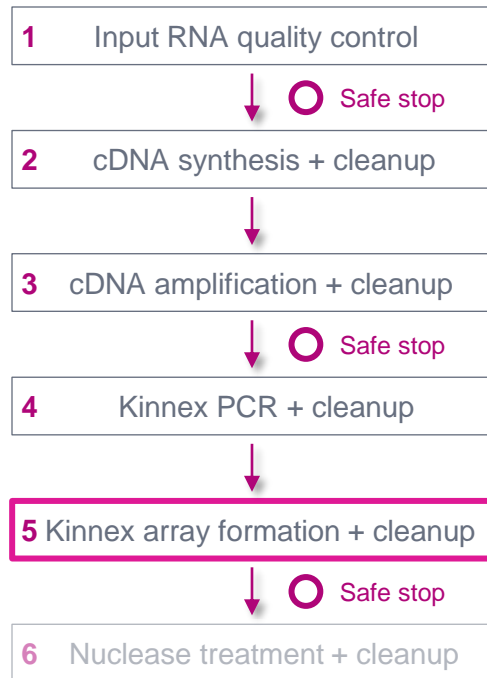 1 Input RNA quality control
Safe stop
2 cDNA synthesis + cleanup
3 cDNA amplification + cleanup
Safe stop
4 Kinnex PCR + cleanup
5 Kinnex array formation + cleanup
Safe stop
6 Nuclease treatment + cleanup